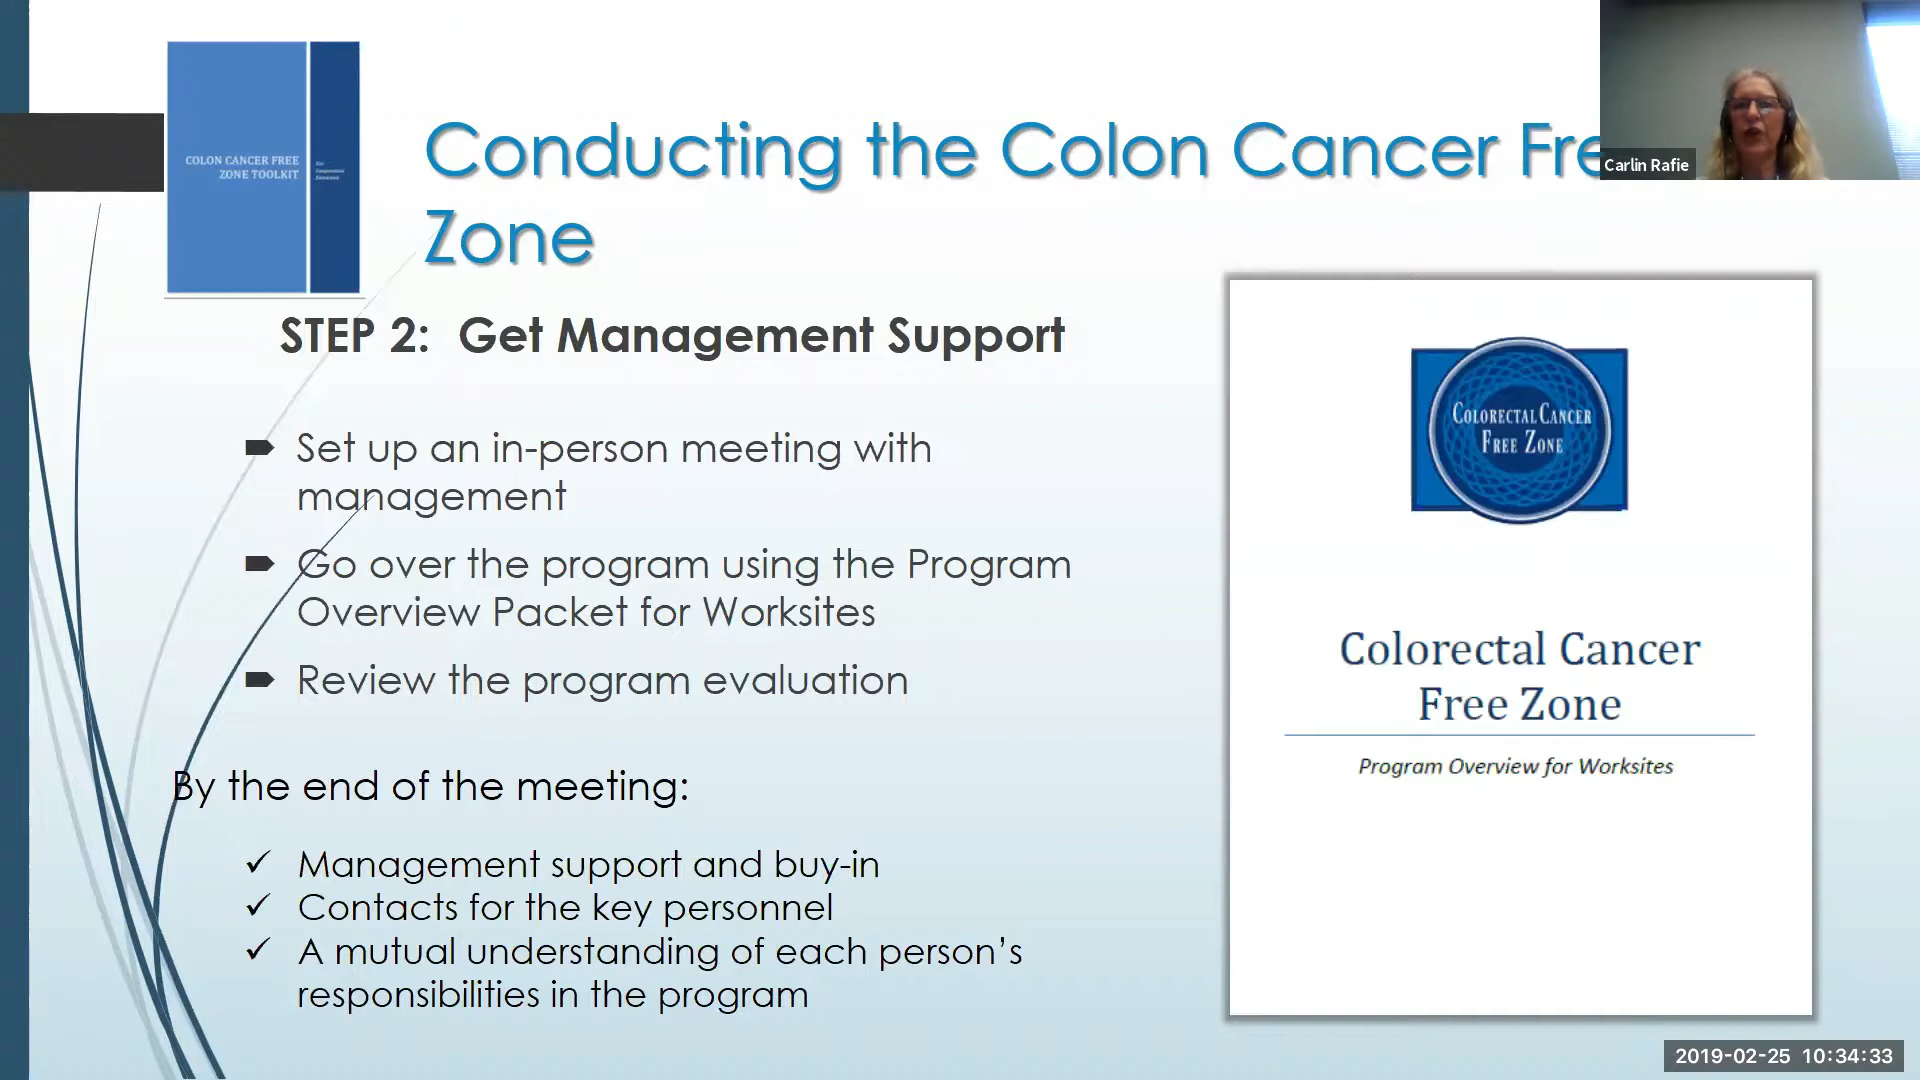 COLON CANCER FREE
ZONE TOOLKIT
For
Cooperative
Extension
Conducting the Colon Cancer Fre
Zone
Carlin Rafie
STEP 2: Get Management Support
Set up an in-person meeting with
management
Go over the program using the Program
Overview Packet for Worksites
Review the program evaluation
By the end of the meeting:
✓ Management support and buy-in
✓ Contacts for the key personnel
✓ A mutual understanding of each person’s
responsibilities in the program
COLORECTAL CANCER
FREE ZONE
Colorectal Cancer
Free Zone
Program Overview for Worksites
2019-02-25 10:34:33